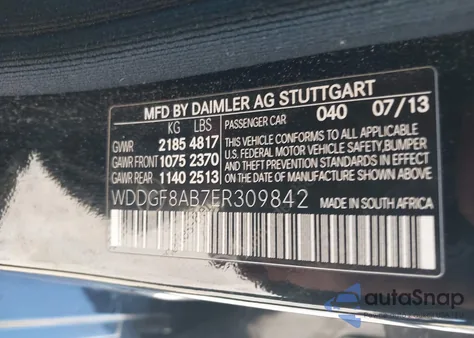 MFD BY DAIMLER AG STUTTGART
KG LBS PASSENGER CAR 040 07/13
GVWR 2185 4817 THIS VEHICLE CONFORMS TO ALL APPLICABLE
GAWR FRONT 1075 2370 U.S. FEDERAL MOTOR VEHICLE SAFETY, BUMPER
GAWR REAR 1140 2513 AND THEFT PREVENTION STANDARDS IN EFFECT
ON THE DATE OF MANUFACTURE SHOWN ABOVE.
WDDGF8AB7ER309842 MADE IN SOUTH AFRICA
autaSnap